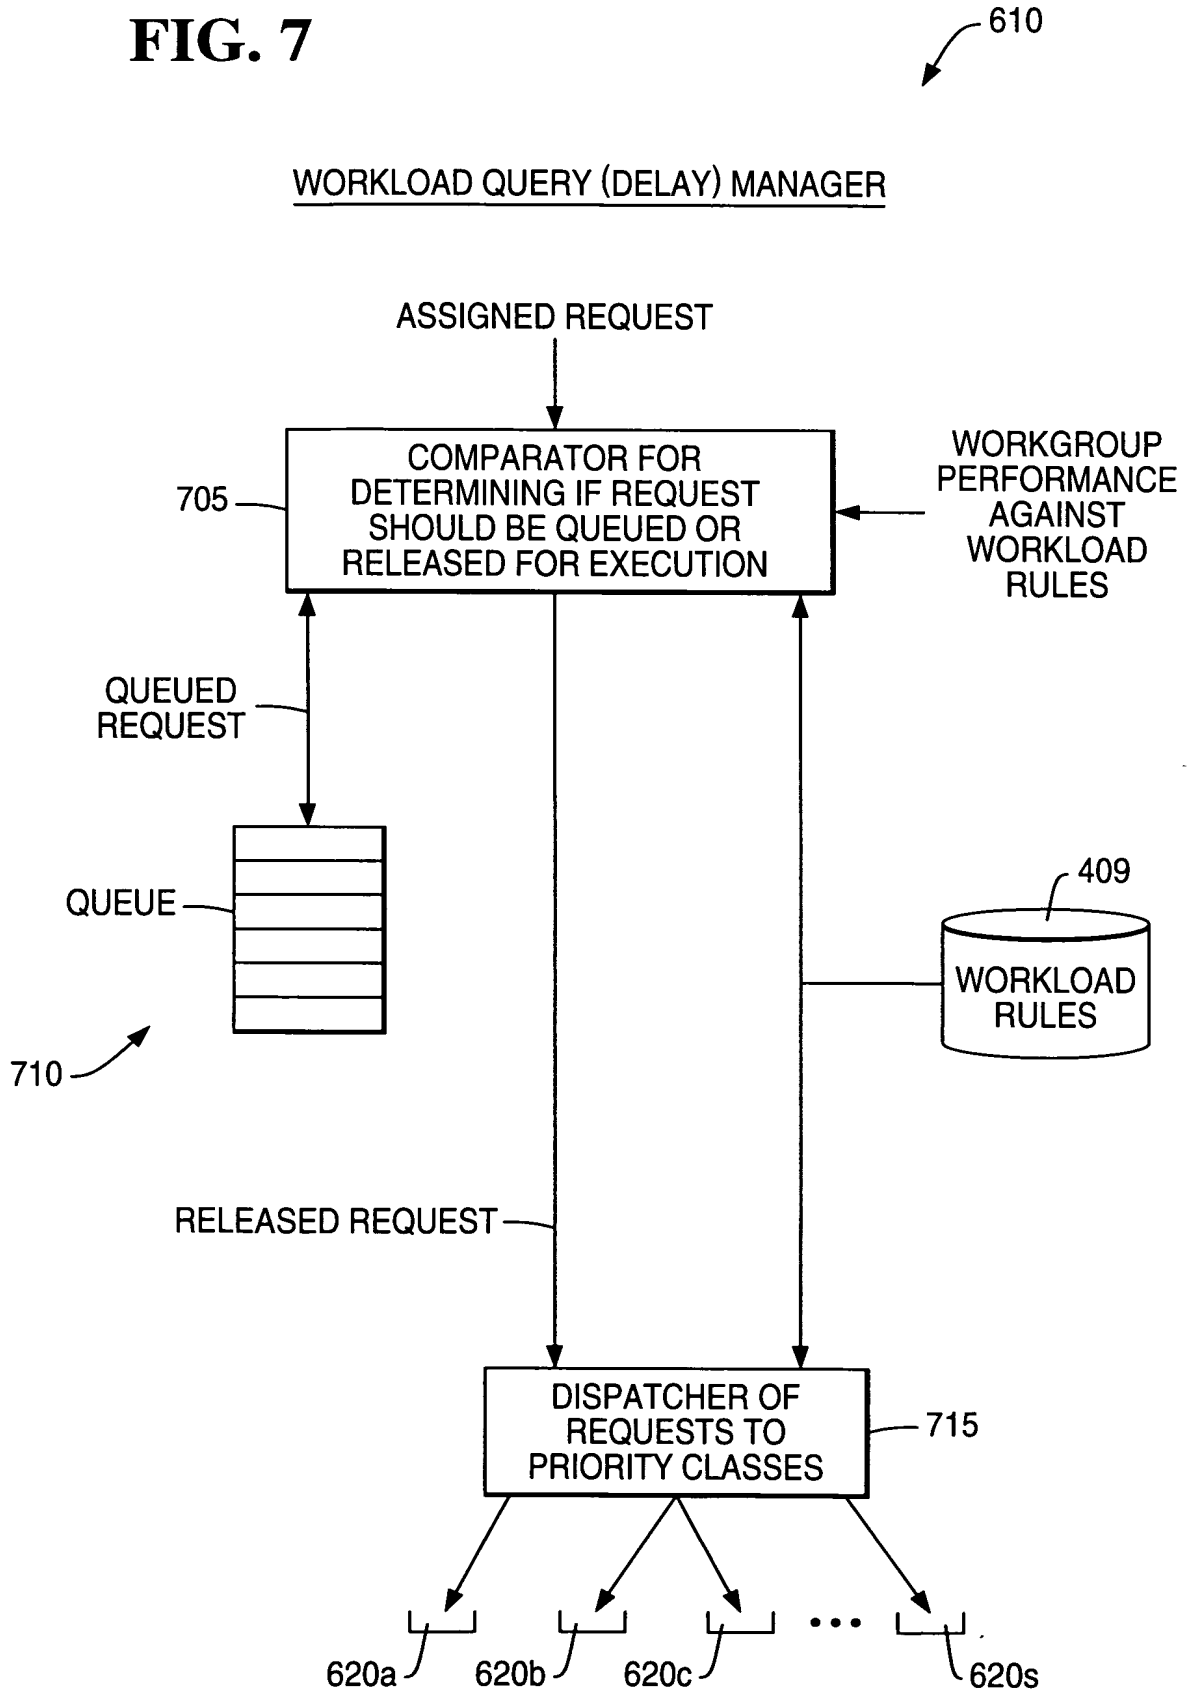 FIG. 7
610
WORKLOAD QUERY (DELAY) MANAGER
ASSIGNED REQUEST
COMPARATOR FOR
DETERMINING IF REQUEST
SHOULD BE QUEUED OR
RELEASED FOR EXECUTION
705
WORKGROUP
PERFORMANCE
AGAINST
WORKLOAD
RULES
QUEUED
REQUEST
QUEUE
710
409
WORKLOAD
RULES
RELEASED REQUEST
DISPATCHER OF
REQUESTS TO
PRIORITY CLASSES
715
620a
620b
620c
620s